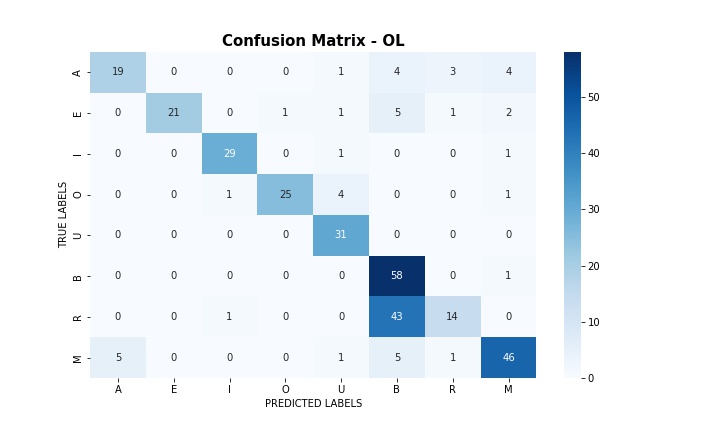 Confusion Matrix - OL
A 19 0 0 0 1 4 3 4
E 0 21 0 1 1 5 1 2
I 0 0 29 0 1 0 0 1
O 0 0 1 25 4 0 0 1
U 0 0 0 0 31 0 0 0
B 0 0 0 0 0 58 0 1
R 0 0 1 0 0 43 14 0
M 5 0 0 0 1 5 1 46
A E I O U B R M
TRUE LABELS
PREDICTED LABELS
50
40
30
20
10
0